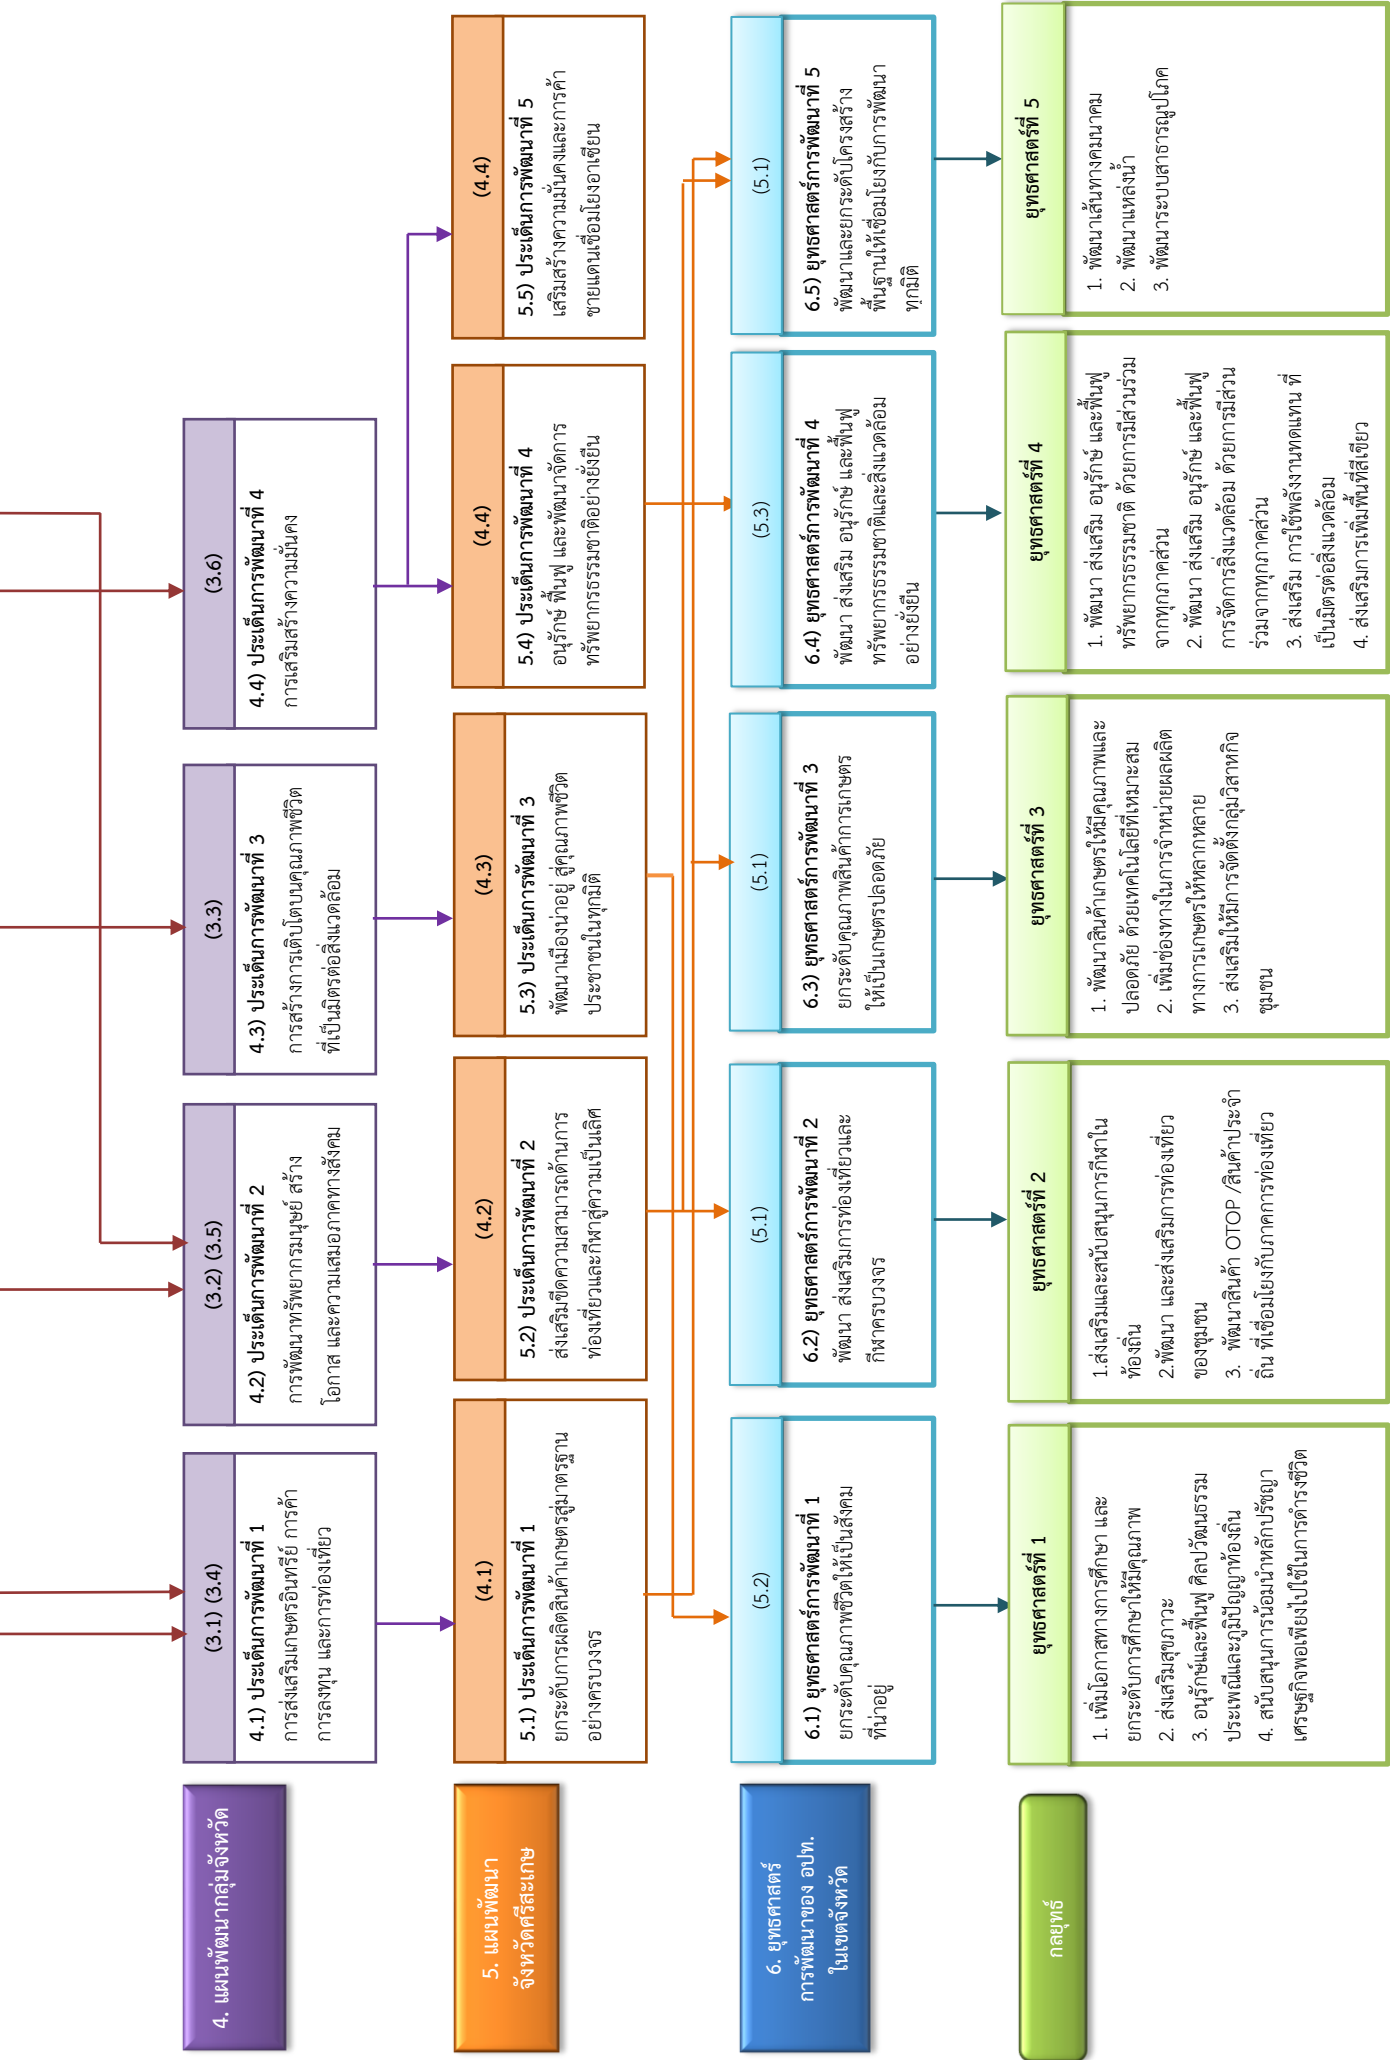 4. แผนพัฒนากลุ่มจังหวัด
(3.1) (3.4)
4.1) ประเด็นการพัฒนาที่ 1
การส่งเสริมเกษตรอินทรีย์ การค้า
การลงทุน และการท่องเที่ยว
(3.2) (3.5)
4.2) ประเด็นการพัฒนาที่ 2
การพัฒนาทรัพยากรมนุษย์ สร้าง
โอกาส และความเสมอภาคทางสังคม
(3.3)
4.3) ประเด็นการพัฒนาที่ 3
การสร้างการเติบโตบนคุณภาพชีวิต
ที่เป็นมิตรต่อสิ่งแวดล้อม
(3.6)
4.4) ประเด็นการพัฒนาที่ 4
การเสริมสร้างความมั่นคง
5. แผนพัฒนา
จังหวัดศรีสะเกษ
(4.1)
5.1) ประเด็นการพัฒนาที่ 1
ยกระดับการผลิตสินค้าเกษตรสู่มาตรฐาน
อย่างครบวงจร
(4.2)
5.2) ประเด็นการพัฒนาที่ 2
ส่งเสริมขีดความสามารถด้านการ
ท่องเที่ยวและกีฬาสู่ความเป็นเลิศ
(4.3)
5.3) ประเด็นการพัฒนาที่ 3
พัฒนาเมืองน่าอยู่ สู่คุณภาพชีวิต
ประชาชนในทุกมิติ
(4.4)
5.4) ประเด็นการพัฒนาที่ 4
อนุรักษ์ ฟื้นฟู และพัฒนาจัดการ
ทรัพยากรธรรมชาติอย่างยั่งยืน
(4.4)
5.5) ประเด็นการพัฒนาที่ 5
เสริมสร้างความมั่นคงและการค้า
ชายแดนเชื่อมโยงอาเซียน
6. ยุทธศาสตร์
การพัฒนาของ อปท.
ในเขตจังหวัด
(5.2)
6.1) ยุทธศาสตร์การพัฒนาที่ 1
ยกระดับคุณภาพชีวิตให้เป็นสังคม
ที่น่าอยู่
(5.1)
6.2) ยุทธศาสตร์การพัฒนาที่ 2
พัฒนา ส่งเสริมการท่องเที่ยวและ
กีฬาครบวงจร
(5.1)
6.3) ยุทธศาสตร์การพัฒนาที่ 3
ยกระดับคุณภาพสินค้าการเกษตร
ให้เป็นเกษตรปลอดภัย
(5.3)
6.4) ยุทธศาสตร์การพัฒนาที่ 4
พัฒนา ส่งเสริม อนุรักษ์ และฟื้นฟู
ทรัพยากรธรรมชาติและสิ่งแวดล้อม
อย่างยั่งยืน
(5.1)
6.5) ยุทธศาสตร์การพัฒนาที่ 5
พัฒนาและยกระดับโครงสร้าง
พื้นฐานให้เชื่อมโยงกับการพัฒนา
ทุกมิติ
กลยุทธ์
ยุทธศาสตร์ที่ 1
1. เพิ่มโอกาสทางการศึกษา และ
ยกระดับการศึกษาให้มีคุณภาพ
2. ส่งเสริมสุขภาวะ
3. อนุรักษ์และฟื้นฟู ศิลปวัฒนธรรม
ประเพณีและภูมิปัญญาท้องถิ่น
4. สนับสนุนการน้อมนำหลักปรัชญา
เศรษฐกิจพอเพียงไปใช้ในการดำรงชีวิต
ยุทธศาสตร์ที่ 2
1.ส่งเสริมและสนับสนุนการกีฬาใน
ท้องถิ่น
2.พัฒนา และส่งเสริมการท่องเที่ยว
ของชุมชน
3. พัฒนาสินค้า OTOP /สินค้าประจำ
ถิ่น ที่เชื่อมโยงกับภาคการท่องเที่ยว
ยุทธศาสตร์ที่ 3
1. พัฒนาสินค้าเกษตรให้มีคุณภาพและ
ปลอดภัย ด้วยเทคโนโลยีที่เหมาะสม
2. เพิ่มช่องทางในการจำหน่ายผลผลิต
ทางการเกษตรให้หลากหลาย
3. ส่งเสริมให้มีการจัดตั้งกลุ่มวิสาหกิจ
ชุมชน
ยุทธศาสตร์ที่ 4
1. พัฒนา ส่งเสริม อนุรักษ์ และฟื้นฟู
ทรัพยากรธรรมชาติ ด้วยการมีส่วนร่วม
จากทุกภาคส่วน
2. พัฒนา ส่งเสริม อนุรักษ์ และฟื้นฟู
การจัดการสิ่งแวดล้อม ด้วยการมีส่วน
ร่วมจากทุกภาคส่วน
3. ส่งเสริม การใช้พลังงานทดแทน ที่
เป็นมิตรต่อสิ่งแวดล้อม
4. ส่งเสริมการเพิ่มพื้นที่สีเขียว
ยุทธศาสตร์ที่ 5
1. พัฒนาเส้นทางคมนาคม
2. พัฒนาแหล่งน้ำ
3. พัฒนาระบบสาธารณูปโภค